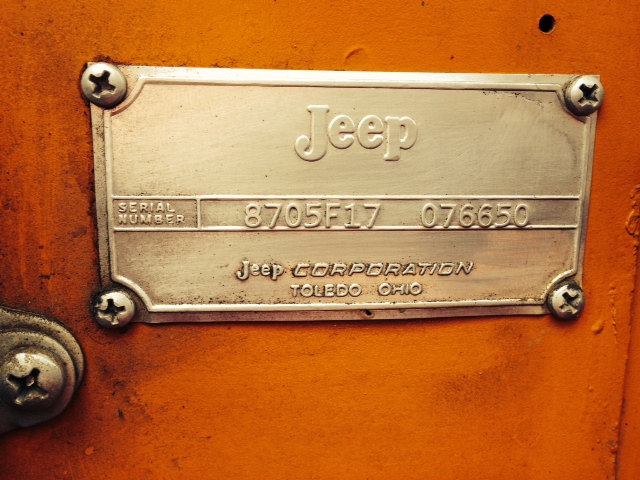 Jeep
SERIAL
NUMBER
8705F17 076650
Jeep CORPORATION
TOLEDO OHIO